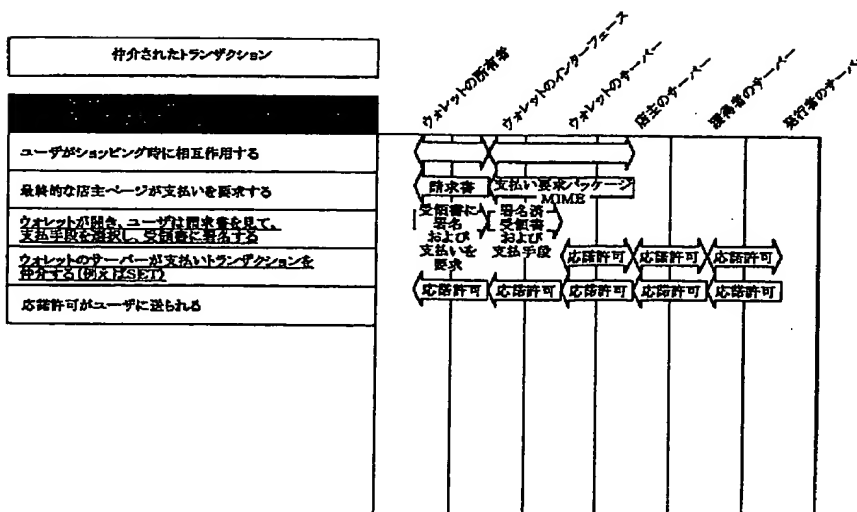 仲介されたトランザクション
ウォレットの所有者
ウォレットのインターフェース
ウォレットのサーバー
店主のサーバー
獲得者のサーバー
発行者のサーバー
ユーザがショッピング時に相互作用する
最終的な店主ページが支払いを要求する
請求書
支払い要求パッケージ
MIME
ウォレットが開き、ユーザは請求書を見て、
支払手段を選択し、受領書に署名する
受領書に
署名
および
支払いを
要求
署名済
受領書
および
支払手段
ウォレットのサーバーが支払いトランザクションを
仲介する(例えばSET)
応諾許可
応諾許可
応諾許可
応諾許可がユーザに送られる
応諾許可
応諾許可
応諾許可
応諾許可
応諾許可